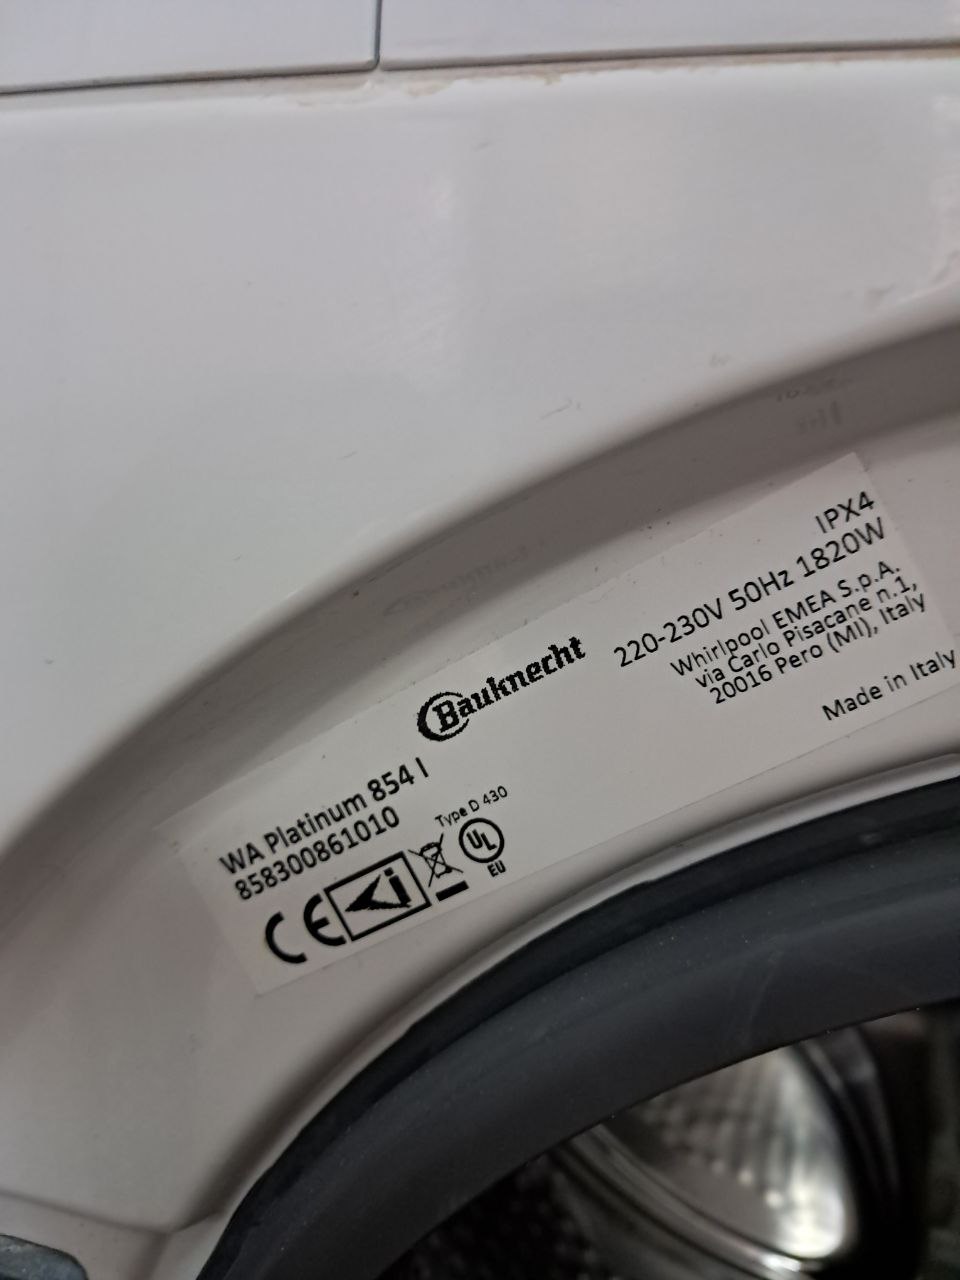 IPX4
220-230V 50Hz 1820W
Whirlpool EMEA S.p.A.
via Carlo Pisacane n.1,
20016 Pero (MI), Italy
Made in Italy
Bauknecht
WA Platinum 854 I
858300861010
Type D 430
CE
UL
EU